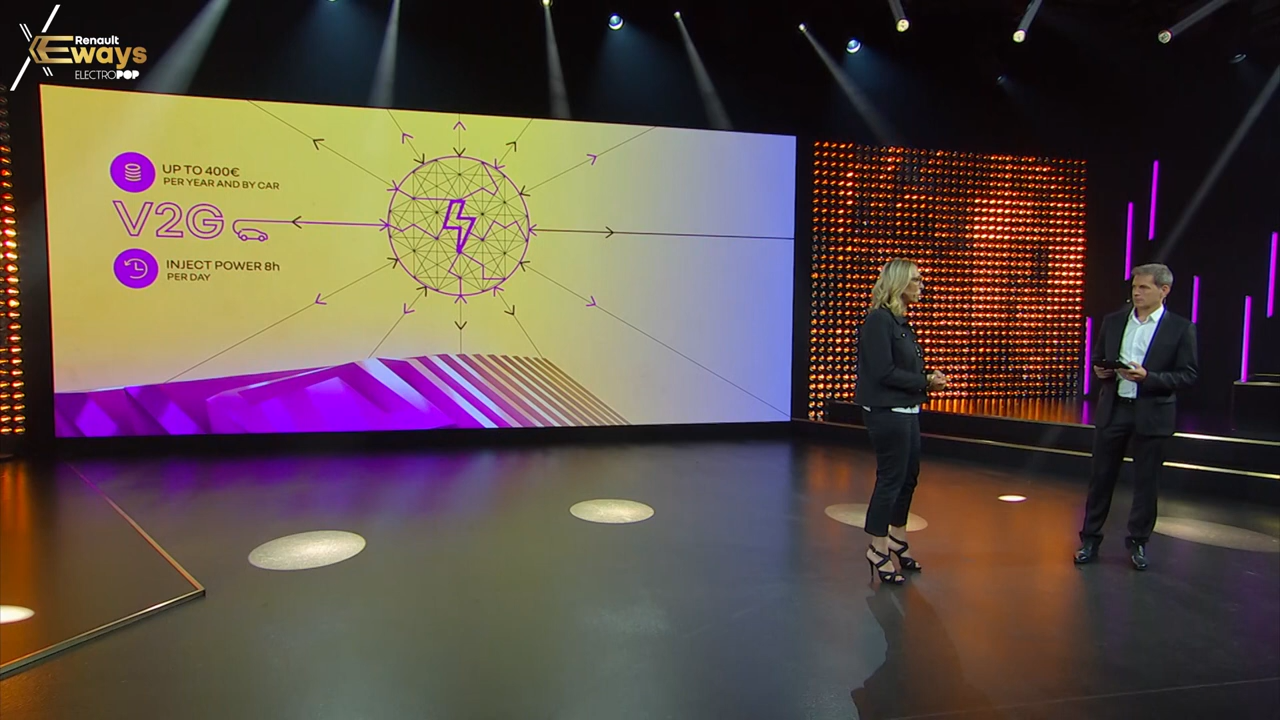 Renault
Eways
ELECTROPOP
UP TO 400€
PER YEAR AND BY CAR
V2G
INJECT POWER 8h
PER DAY